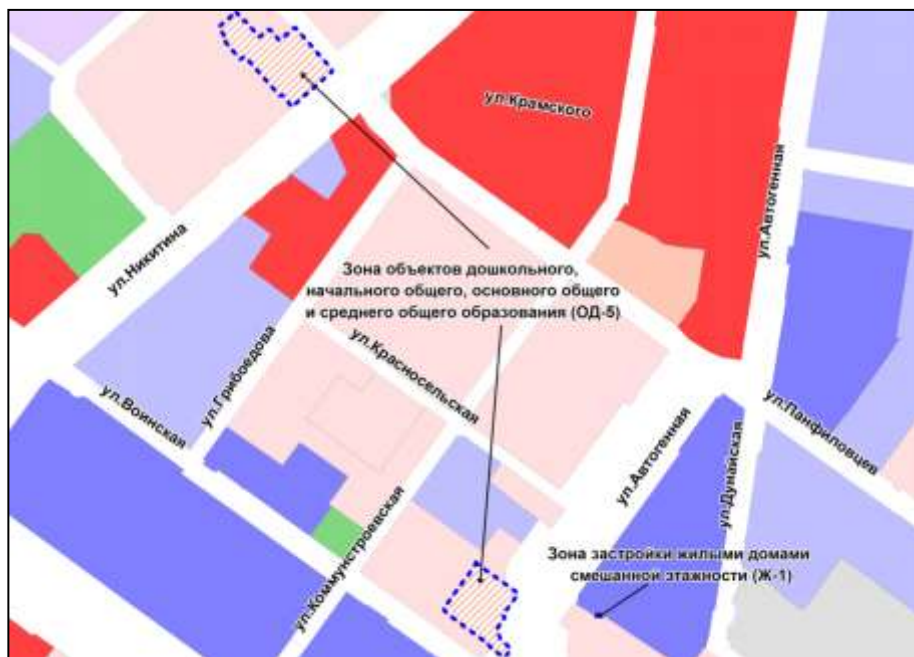 ул.Крамского
ул.Автогенная
ул.Никитина
Зона объектов дошкольного,
начального общего, основного общего
и среднего общего образования (ОД-5)
ул.Грибоедова
ул.Красносельская
ул.Воинская
ул.Автогенная
ул.Панфиловцев
ул.Дунайская
ул.Коммунстроевская
Зона застройки жилыми домами
смешанной этажности (Ж-1)